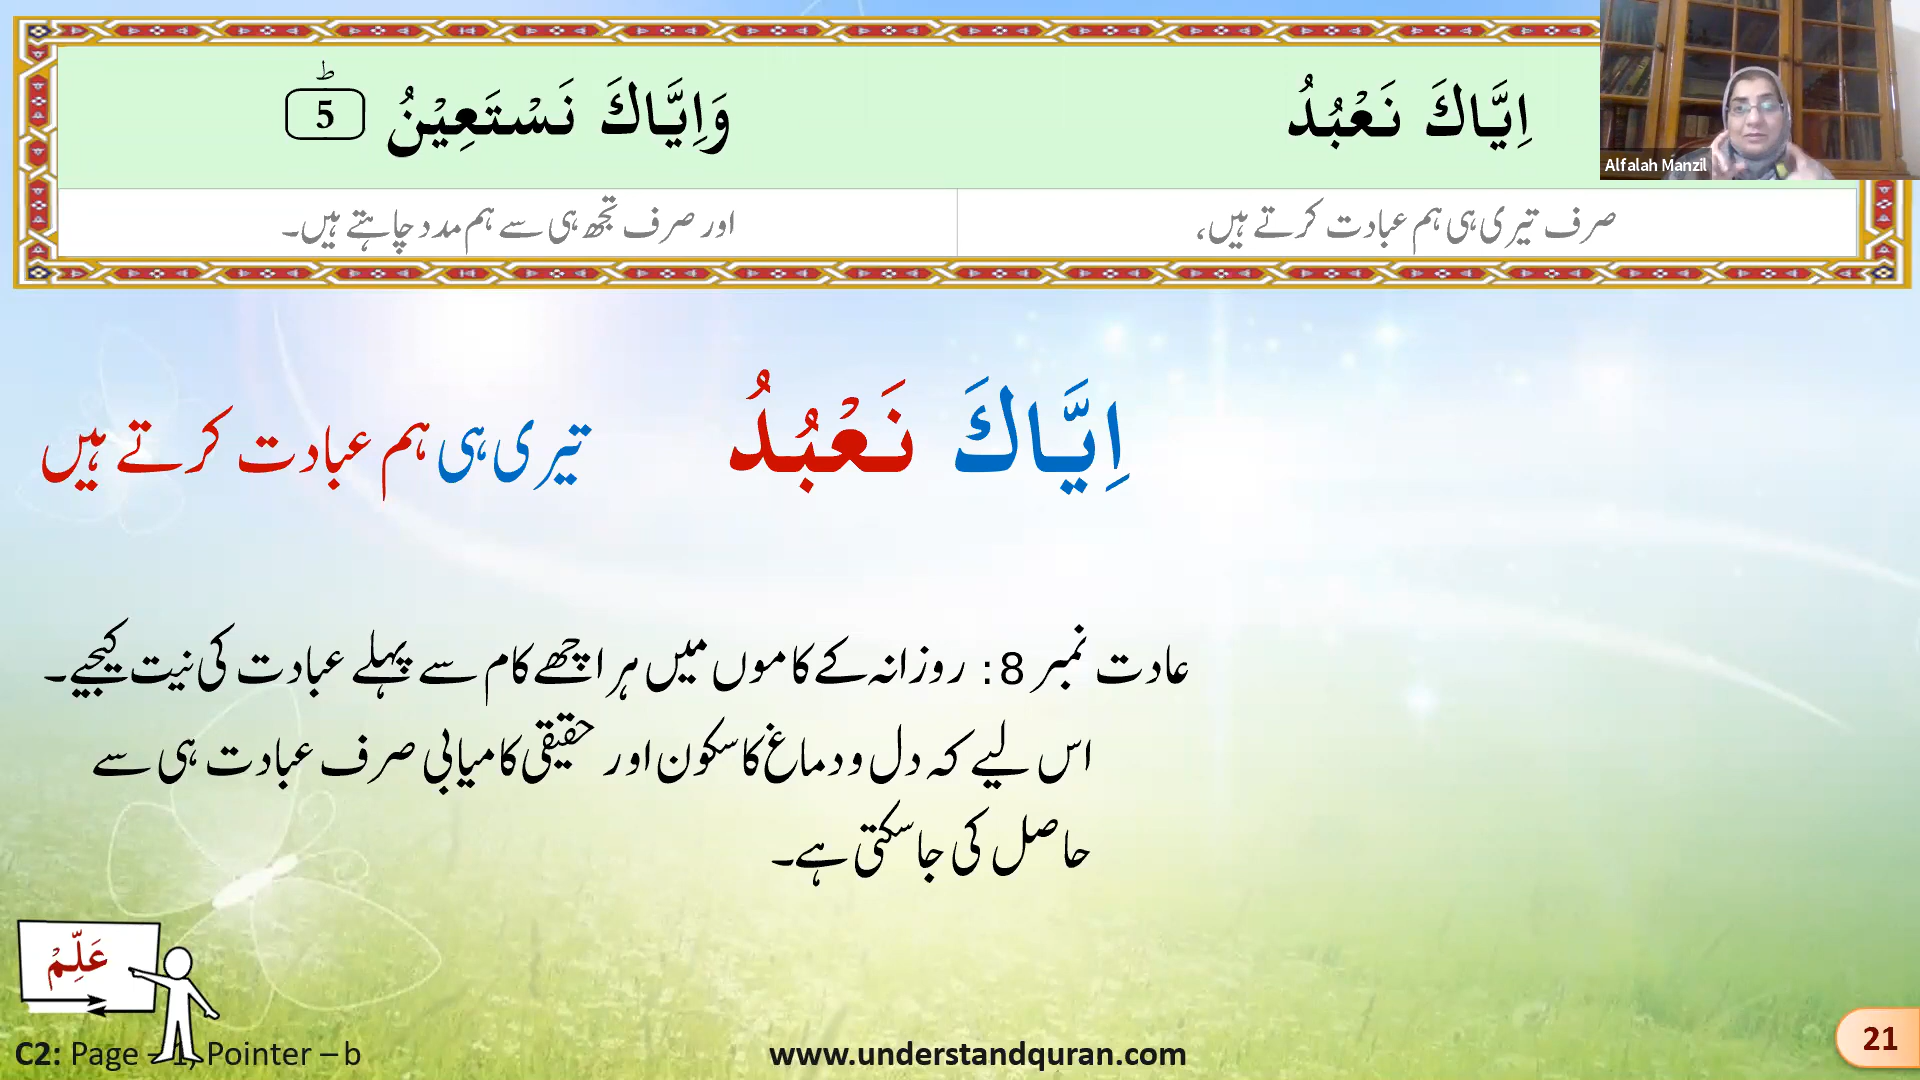 اِيَّاكَ نَعْبُدُ وَاِيَّاكَ نَسْتَعِيْنُ ؕ 5
Alfalah Manzil
صرف تیری ہی ہم عبادت کرتے ہیں، اور صرف تجھ ہی سے ہم مدد چاہتے ہیں۔
اِيَّاكَ نَعْبُدُ تیری ہی ہم عبادت کرتے ہیں
عادت نمبر 8: روزانہ کے کاموں میں ہر اچھے کام سے پہلے عبادت کی نیت کیجیے۔
اس لیے کہ دل و دماغ کا سکون اور حقیقی کامیابی صرف عبادت ہی سے
حاصل کی جا سکتی ہے۔
عَلِّمْ
C2: Page – 1, Pointer – b www.understandquran.com 21